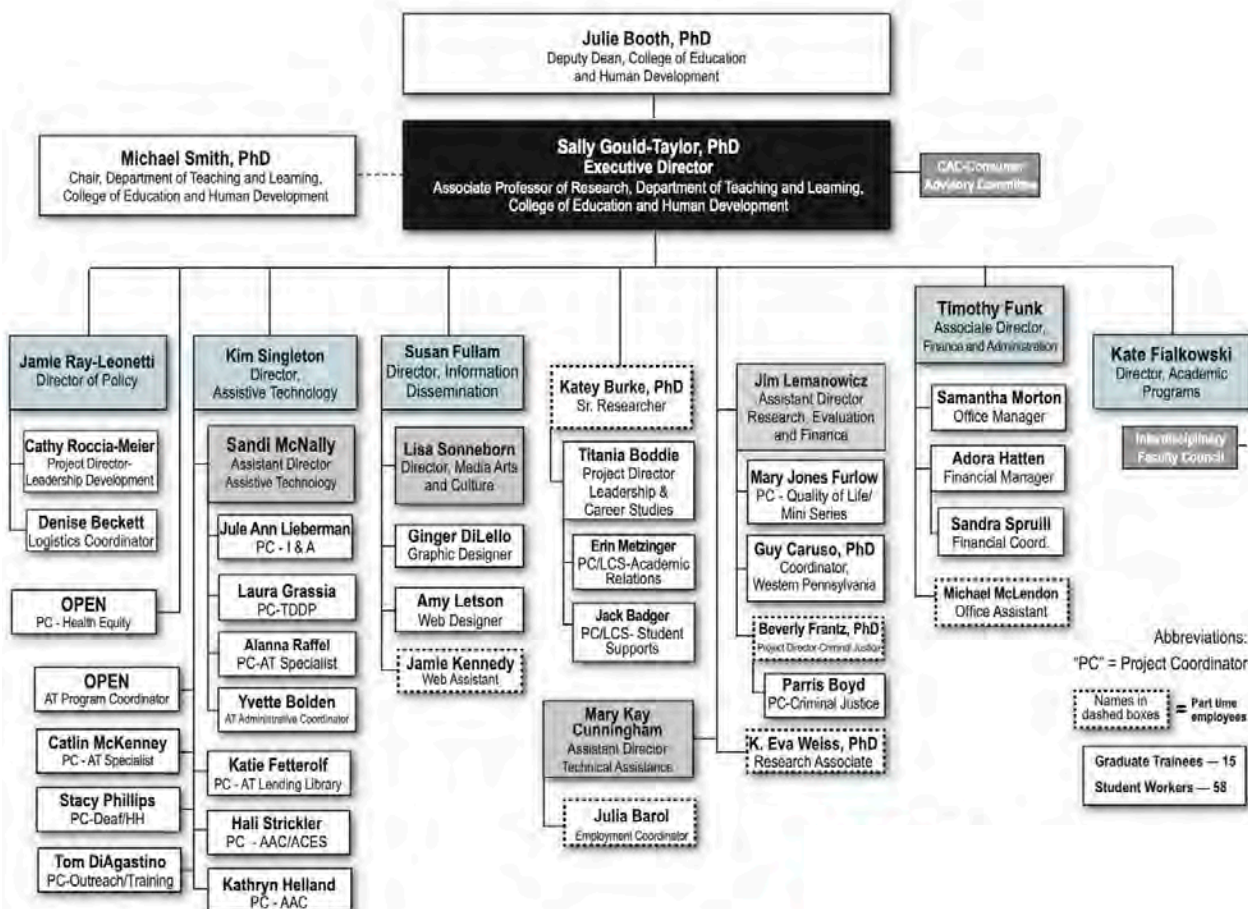 Julie Booth, PhD
Deputy Dean, College of Education
and Human Development
Michael Smith, PhD
Chair, Department of Teaching and Learning,
College of Education and Human Development
Sally Gould-Taylor, PhD
Executive Director
Associate Professor of Research, Department of Teaching and Learning,
College of Education and Human Development
CAC-Consumer
Advisory Committee
Jamie Ray-Leonetti
Director of Policy
Cathy Roccia-Meier
Project Director-
Leadership Development
Denise Beckett
Logistics Coordinator
OPEN
PC - Health Equity
OPEN
AT Program Coordinator
Catlin McKenney
PC - AT Specialist
Stacy Phillips
PC-Deaf/HH
Tom DiAgastino
PC-Outreach/Training
Kim Singleton
Director,
Assistive Technology
Sandi McNally
Assistant Director
Assistive Technology
Jule Ann Lieberman
PC - I & A
Laura Grassia
PC-TDDP
Alanna Raffel
PC-AT Specialist
Yvette Bolden
AT Administrative Coordinator
Katie Fetterolf
PC - AT Lending Library
Hali Strickler
PC - AAC/ACES
Kathryn Helland
PC - AAC
Susan Fullam
Director, Information
Dissemination
Lisa Sonneborn
Director, Media Arts
and Culture
Ginger DiLello
Graphic Designer
Amy Letson
Web Designer
Jamie Kennedy
Web Assistant
Katey Burke, PhD
Sr. Researcher
Titania Boddie
Project Director
Leadership &
Career Studies
Erin Metzinger
PC/LCS-Academic
Relations
Jack Badger
PC/LCS- Student
Supports
Mary Kay
Cunningham
Assistant Director
Technical Assistance
Julia Barol
Employment Coordinator
Jim Lemanowicz
Assistant Director
Research, Evaluation
and Finance
Mary Jones Furlow
PC - Quality of Life/
Mini Series
Guy Caruso, PhD
Coordinator,
Western Pennsylvania
Beverly Frantz, PhD
Project Director-Criminal Justice
Parris Boyd
PC-Criminal Justice
K. Eva Weiss, PhD
Research Associate
Timothy Funk
Associate Director,
Finance and Administration
Samantha Morton
Office Manager
Adora Hatten
Financial Manager
Sandra Spruill
Financial Coord.
Michael McLendon
Office Assistant
Kate Fialkowski
Director, Academic
Programs
Interdisciplinary
Faculty Council
Abbreviations:
"PC" = Project Coordinator
Names in
dashed boxes
= Part time
employees
Graduate Trainees — 15
Student Workers — 58